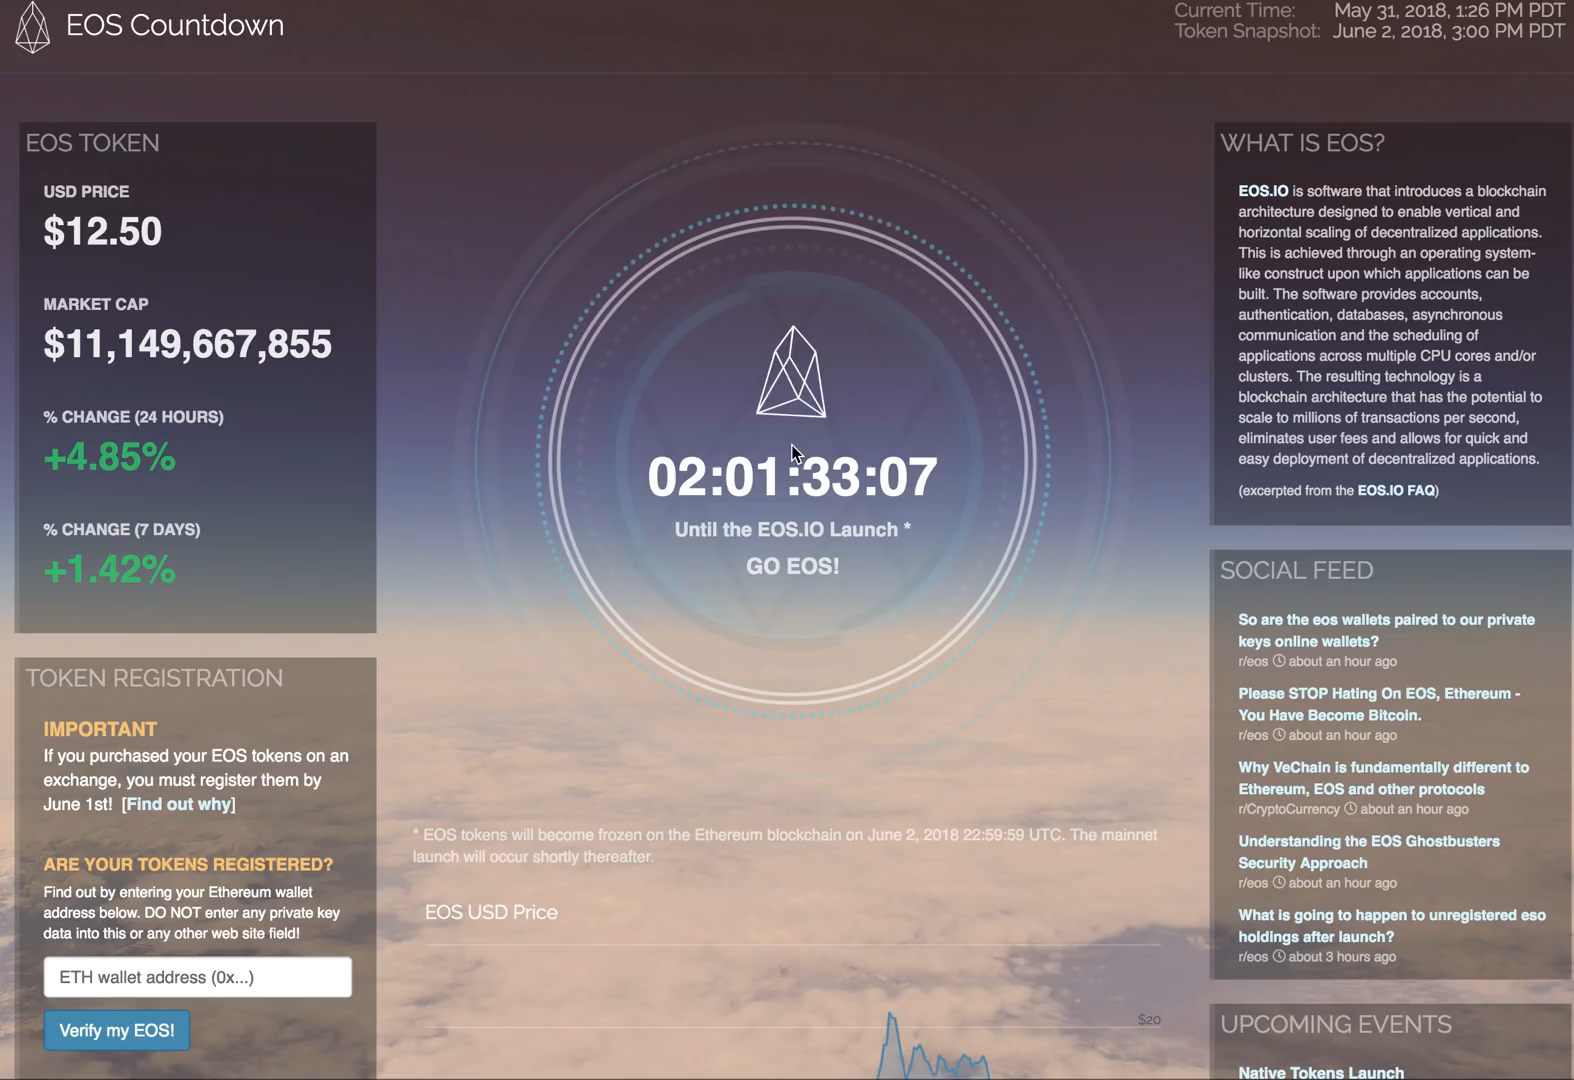 EOS Countdown
Current Time: May 31, 2018, 1:26 PM PDT
Token Snapshot: June 2, 2018, 3:00 PM PDT
EOS TOKEN
USD PRICE
$12.50
MARKET CAP
$11,149,667,855
% CHANGE (24 HOURS)
+4.85%
% CHANGE (7 DAYS)
+1.42%
TOKEN REGISTRATION
IMPORTANT
If you purchased your EOS tokens on an
exchange, you must register them by
June 1st! [Find out why]
ARE YOUR TOKENS REGISTERED?
Find out by entering your Ethereum wallet
address below. DO NOT enter any private key
data into this or any other web site field!
ETH wallet address (0x...)
Verify my EOS!
02:01:33:07
Until the EOS.IO Launch *
GO EOS!
* EOS tokens will become frozen on the Ethereum blockchain on June 2, 2018 22:59:59 UTC. The mainnet
launch will occur shortly thereafter.
EOS USD Price
$20
WHAT IS EOS?
EOS.IO is software that introduces a blockchain
architecture designed to enable vertical and
horizontal scaling of decentralized applications.
This is achieved through an operating system-
like construct upon which applications can be
built. The software provides accounts,
authentication, databases, asynchronous
communication and the scheduling of
applications across multiple CPU cores and/or
clusters. The resulting technology is a
blockchain architecture that has the potential to
scale to millions of transactions per second,
eliminates user fees and allows for quick and
easy deployment of decentralized applications.
(excerpted from the EOS.IO FAQ)
SOCIAL FEED
So are the eos wallets paired to our private
keys online wallets?
r/eos about an hour ago
Please STOP Hating On EOS, Ethereum -
You Have Become Bitcoin.
r/eos about an hour ago
Why VeChain is fundamentally different to
Ethereum, EOS and other protocols
r/CryptoCurrency about an hour ago
Understanding the EOS Ghostbusters
Security Approach
r/eos about an hour ago
What is going to happen to unregistered eso
holdings after launch?
r/eos about 3 hours ago
UPCOMING EVENTS
Native Tokens Launch